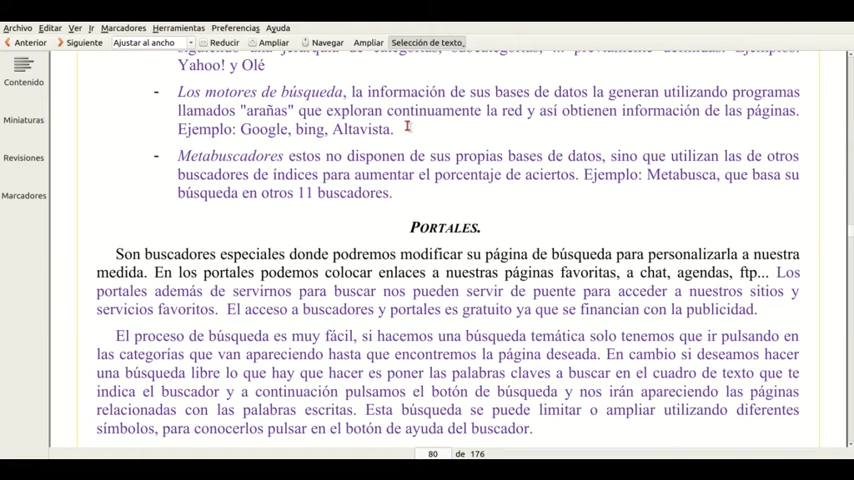 Archivo Editar Ver Ir Marcadores Herramientas Preferencias Ayuda
Anterior Siguiente Ajustar al ancho Reducir Ampliar Navegar Ampliar Selección de texto
Contenido
Miniaturas
Revisiones
Marcadores
Yahoo! y Olé
- Los motores de búsqueda, la información de sus bases de datos la generan utilizando programas
llamados "arañas" que exploran continuamente la red y así obtienen información de las páginas.
Ejemplo: Google, bing, Altavista.
- Metabuscadores estos no disponen de sus propias bases de datos, sino que utilizan las de otros
buscadores de índices para aumentar el porcentaje de aciertos. Ejemplo: Metabusca, que basa su
búsqueda en otros 11 buscadores.
PORTALES.
Son buscadores especiales donde podremos modificar su página de búsqueda para personalizarla a nuestra
medida. En los portales podemos colocar enlaces a nuestras páginas favoritas, a chat, agendas, ftp... Los
portales además de servirnos para buscar nos pueden servir de puente para acceder a nuestros sitios y
servicios favoritos. El acceso a buscadores y portales es gratuito ya que se financian con la publicidad.
El proceso de búsqueda es muy fácil, si hacemos una búsqueda temática solo tenemos que ir pulsando en
las categorías que van apareciendo hasta que encontremos la página deseada. En cambio si deseamos hacer
una búsqueda libre lo que hay que hacer es poner las palabras claves a buscar en el cuadro de texto que te
indica el buscador y a continuación pulsamos el botón de búsqueda y nos irán apareciendo las páginas
relacionadas con las palabras escritas. Esta búsqueda se puede limitar o ampliar utilizando diferentes
símbolos, para conocerlos pulsar en el botón de ayuda del buscador.
80 de 176